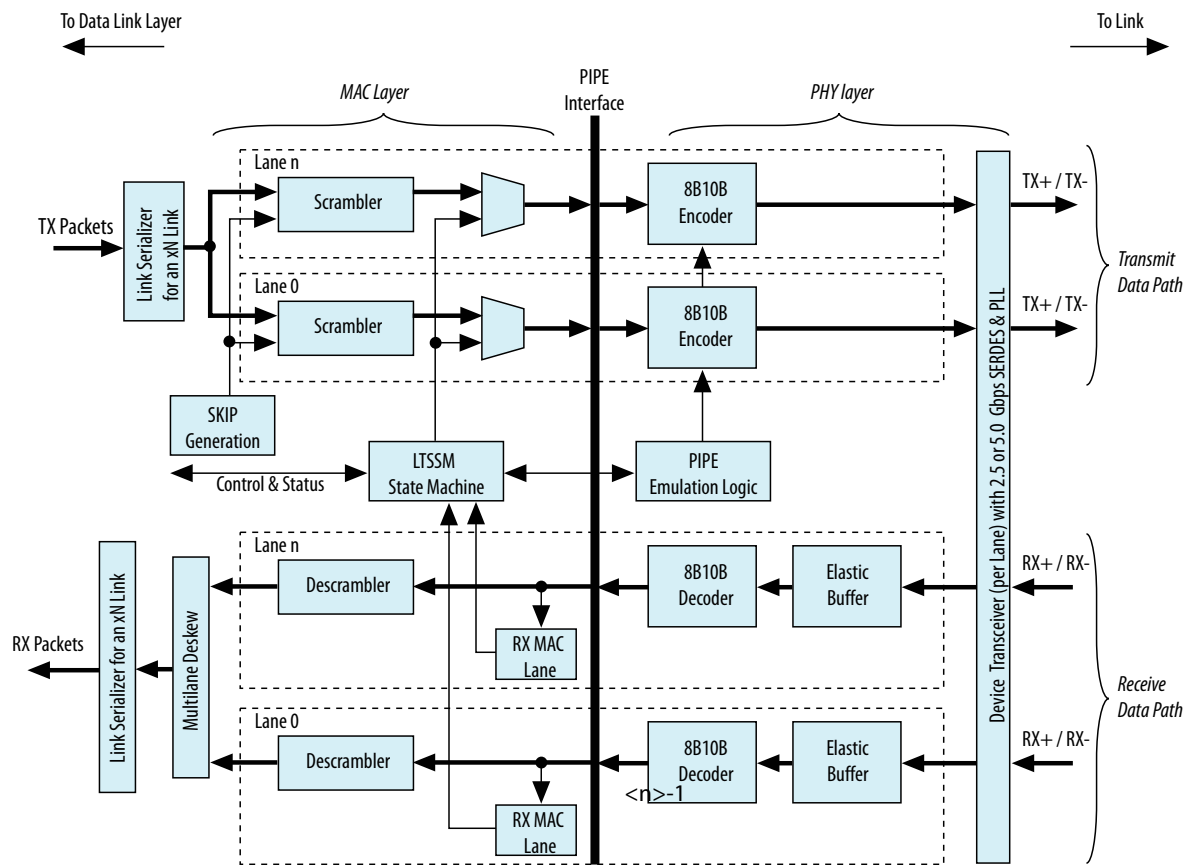 To Data Link Layer
To Link
MAC Layer
PIPE
Interface
PHY layer
Lane n
Scrambler
8B10B
Encoder
TX+ / TX-
TX Packets
Link Serializer
for an xN Link
Lane 0
Scrambler
8B10B
Encoder
TX+ / TX-
Transmit
Data Path
SKIP
Generation
Control & Status
LTSSM
State Machine
PIPE
Emulation Logic
Device Transceiver (per Lane) with 2.5 or 5.0 Gbps SERDES & PLL
Lane n
Descrambler
8B10B
Decoder
Elastic
Buffer
RX+ / RX-
RX MAC
Lane
RX Packets
Link Serializer for an xN Link
Multilane Deskew
Receive
Data Path
Lane 0
Descrambler
8B10B
Decoder
Elastic
Buffer
RX+ / RX-
<n>-1
RX MAC
Lane